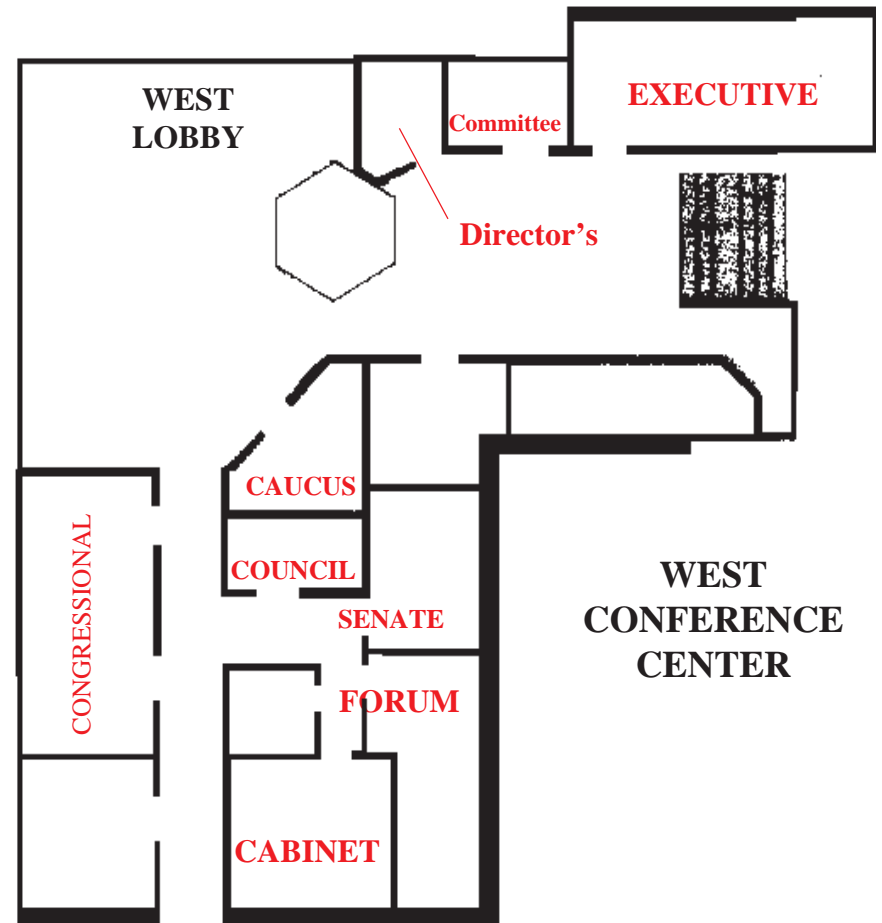 WEST
LOBBY
EXECUTIVE
Committee
Director’s
CAUCUS
CONGRESSIONAL
COUNCIL
WEST
CONFERENCE
CENTER
SENATE
FORUM
CABINET